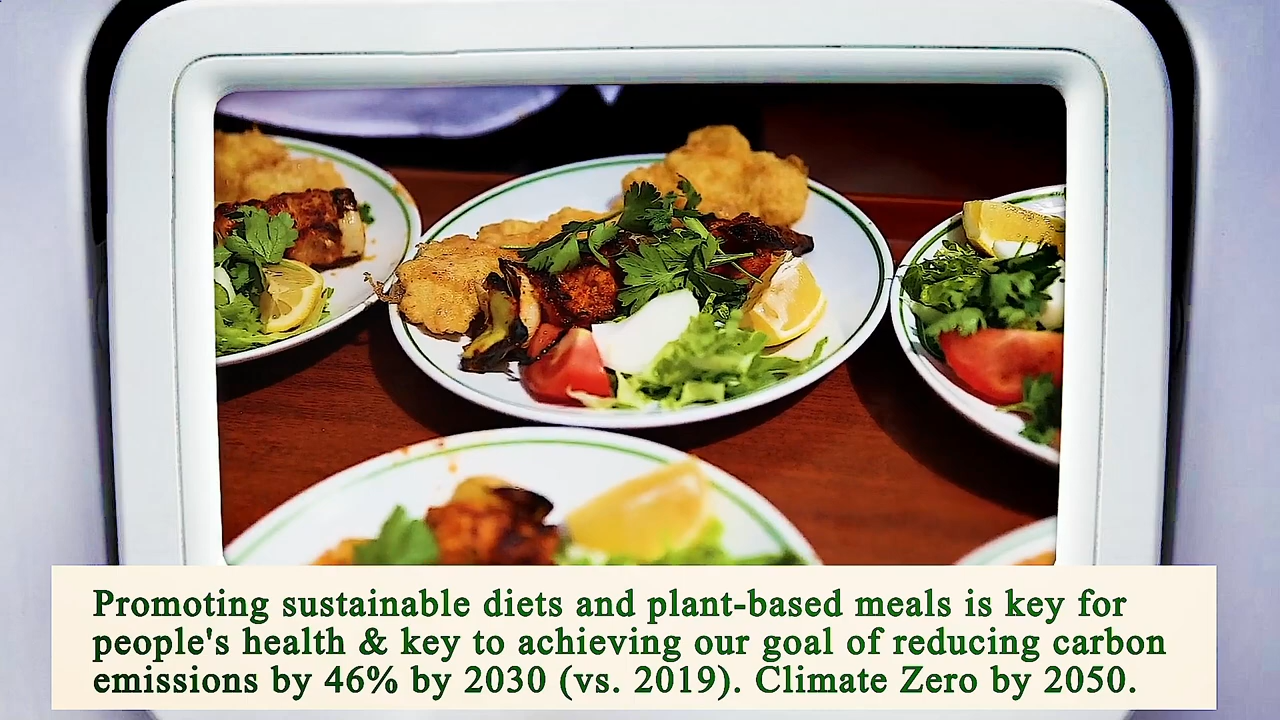 Promoting sustainable diets and plant-based meals is key for
people's health & key to achieving our goal of reducing carbon
emissions by 46% by 2030 (vs. 2019). Climate Zero by 2050.